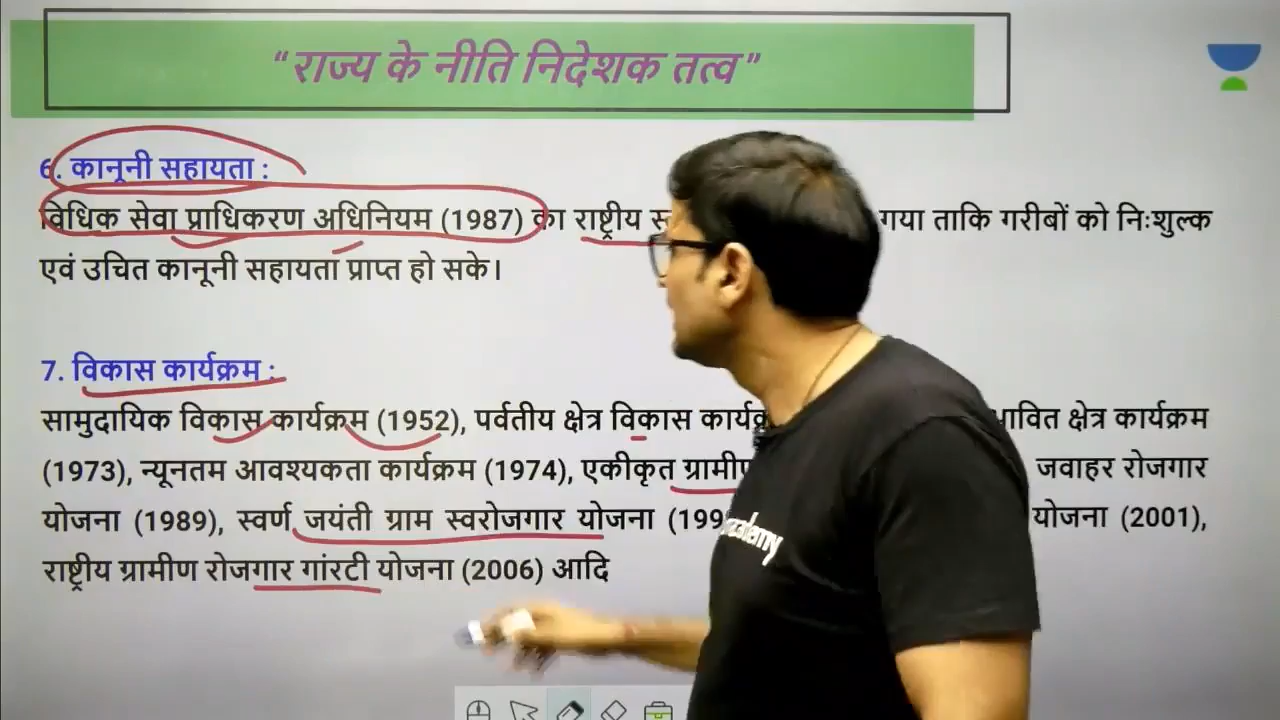 “राज्य के नीति निदेशक तत्व”
6. कानूनी सहायता :
विधिक सेवा प्राधिकरण अधिनियम (1987) का राष्ट्रीय गया ताकि गरीबों को निःशुल्क
एवं उचित कानूनी सहायता प्राप्त हो सके।
7. विकास कार्यक्रम :
सामुदायिक विकास कार्यक्रम (1952), पर्वतीय क्षेत्र विकास क्षेत्र कार्यक्रम
(1973), न्यूनतम आवश्यकता कार्यक्रम (1974), एकीकृत जवाहर रोजगार
योजना (1989), स्वर्ण जयंती ग्राम स्वरोजगार योजना योजना (2001),
राष्ट्रीय ग्रामीण रोजगार गांरटी योजना (2006) आदि